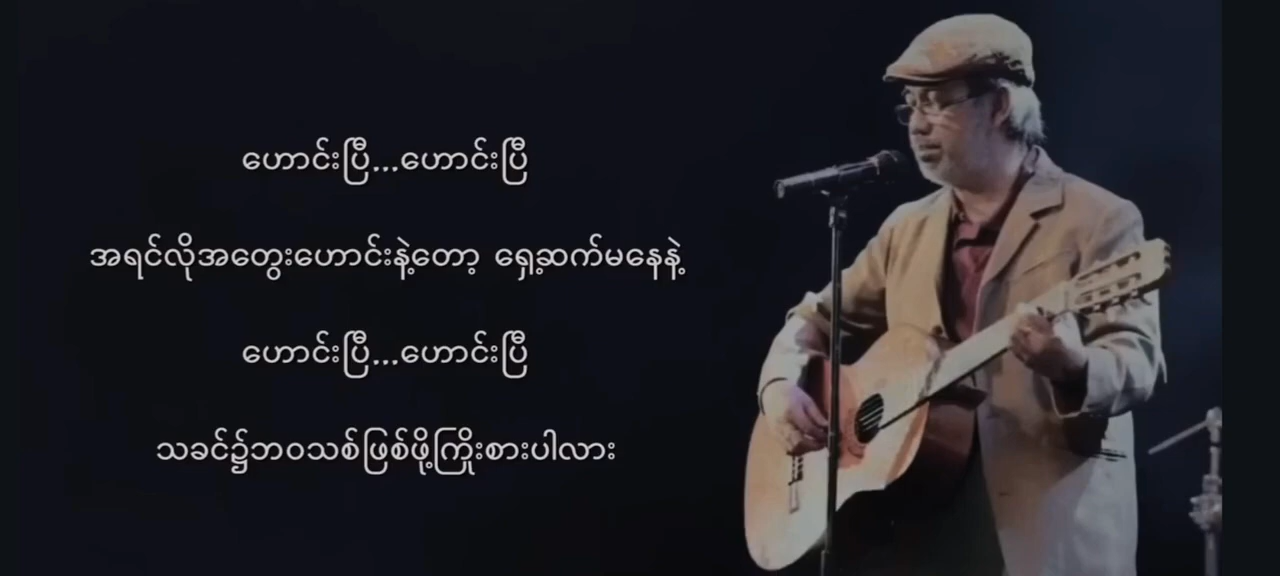 ဟောင်းပြီ...ဟောင်းပြီ
အရင်လိုအတွေးဟောင်းနဲ့တော့ ရှေ့ဆက်မနေနဲ့
ဟောင်းပြီ...ဟောင်းပြီ
သခင်၌ဘဝသစ်ဖြစ်ဖို့ကြိုးစားပါလား